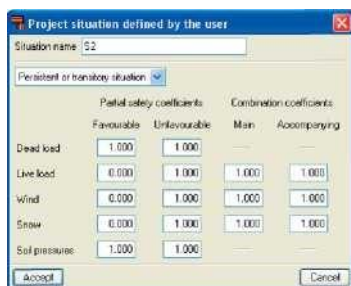 Project situation defined by the user
Situation name S2
Persistent or transitory situation
Partial safety coefficients Combination coefficients
Favourable Unfavourable Main Accompanying
Dead load 1.000 1.000
Live load 0.000 1.000 1.000 1.000
Wind 0.000 1.000 1.000 1.000
Snow 0.000 1.000 1.000 1.000
Soil pressures 1.000 1.000
Accept Cancel